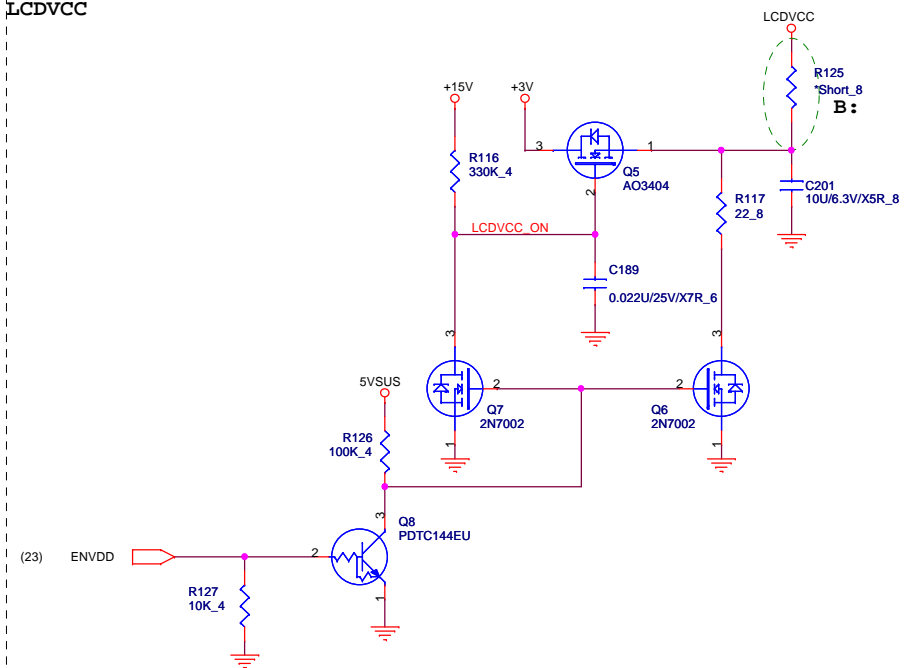 LCDVCC
LCDVCC
R125
*Short_8
B:
+15V
+3V
3
1
R116
330K_4
Q5
AO3404
2
C201
10U/6.3V/X5R_8
R117
22_8
LCDVCC_ON
C189
0.022U/25V/X7R_6
3
3
5VSUS
2
2
Q7
2N7002
Q6
2N7002
R126
100K_4
1
1
3
Q8
PDTC144EU
(23)
ENVDD
2
R127
10K_4
1